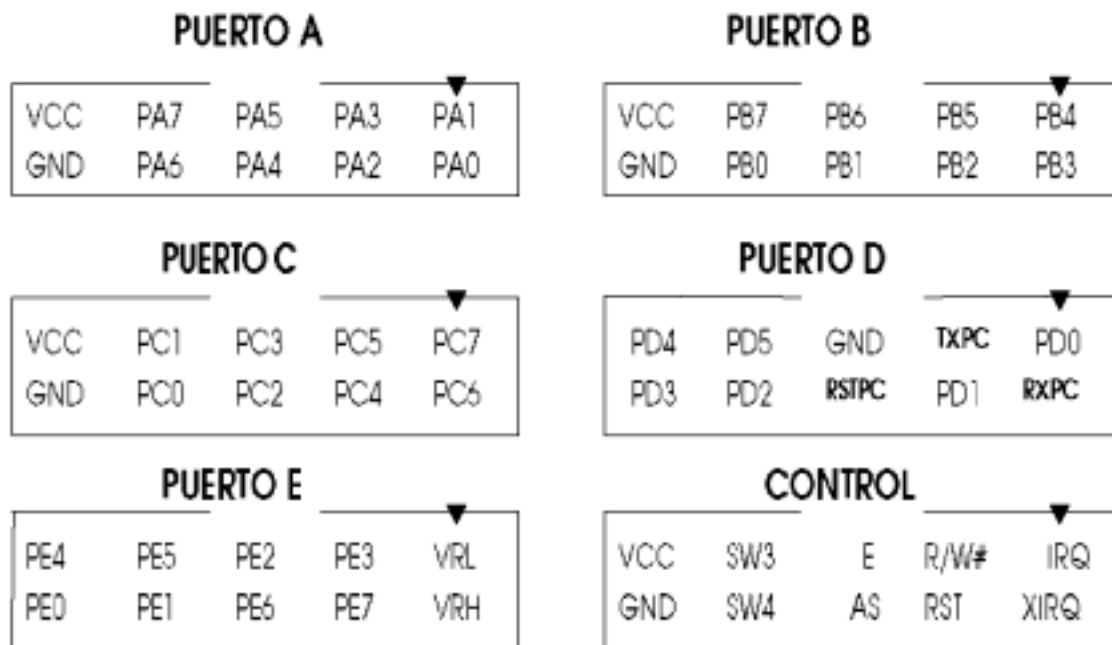 PUERTO A
VCC PA7 PA5 PA3 PA1
GND PA6 PA4 PA2 PA0
PUERTO B
VCC PB7 PB6 PB5 PB4
GND PB0 PB1 PB2 PB3
PUERTO C
VCC PC1 PC3 PC5 PC7
GND PC0 PC2 PC4 PC6
PUERTO D
PD4 PD5 GND TXPC PD0
PD3 PD2 RSTPC PD1 RXPC
PUERTO E
PE4 PE5 PE2 PE3 VRL
PE0 PE1 PE6 PE7 VRH
CONTROL
VCC SW3 E R/W# IRQ
GND SW4 AS RST XIRQ